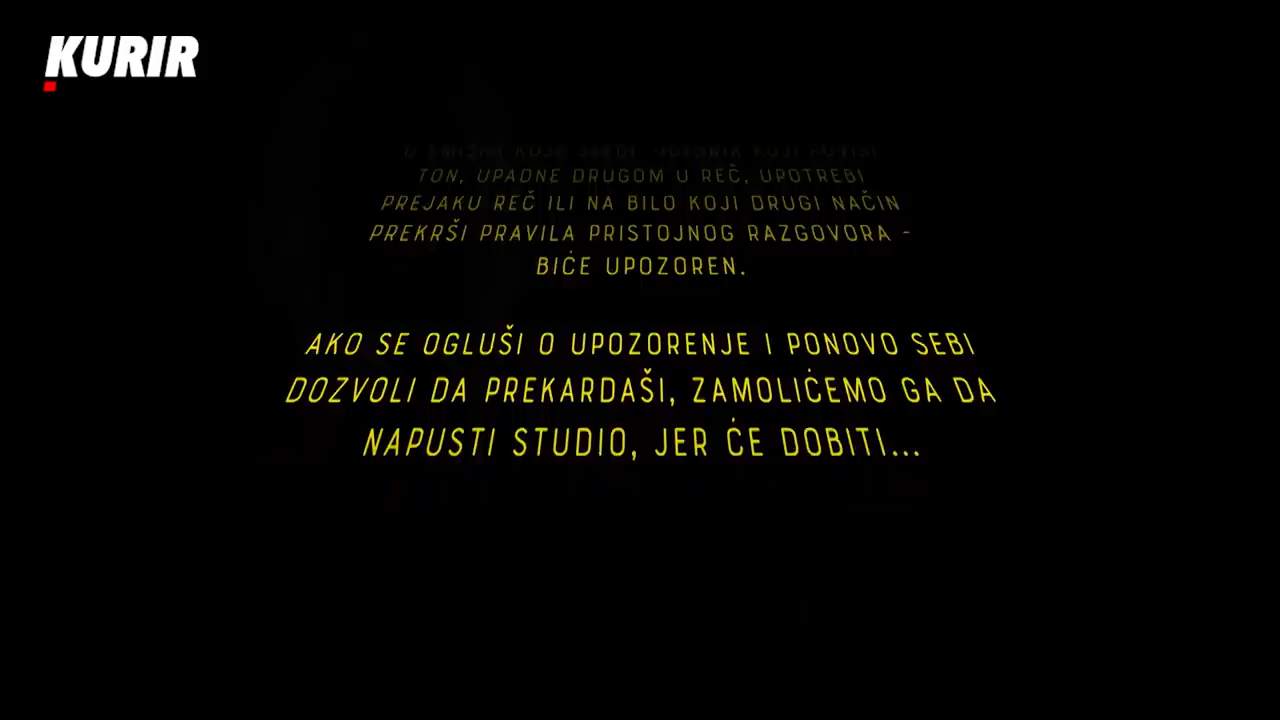 KURIR
TON, UPADNE DRUGOM U REČ, UPOTREBI
PREJAKU REČ ILI NA BILO KOJI DRUGI NAČIN
PREKRŠI PRAVILA PRISTOJNOG RAZGOVORA -
BIĆE UPOZOREN.
AKO SE OGLUŠI O UPOZORENJE I PONOVO SEBI
DOZVOLI DA PREKARDAŠI, ZAMOLIĆEMO GA DA
NAPUSTI STUDIO, JER ĆE DOBITI...